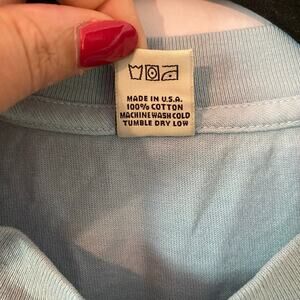 MADE IN U.S.A.
100% COTTON
MACHINE WASH COLD
TUMBLE DRY LOW